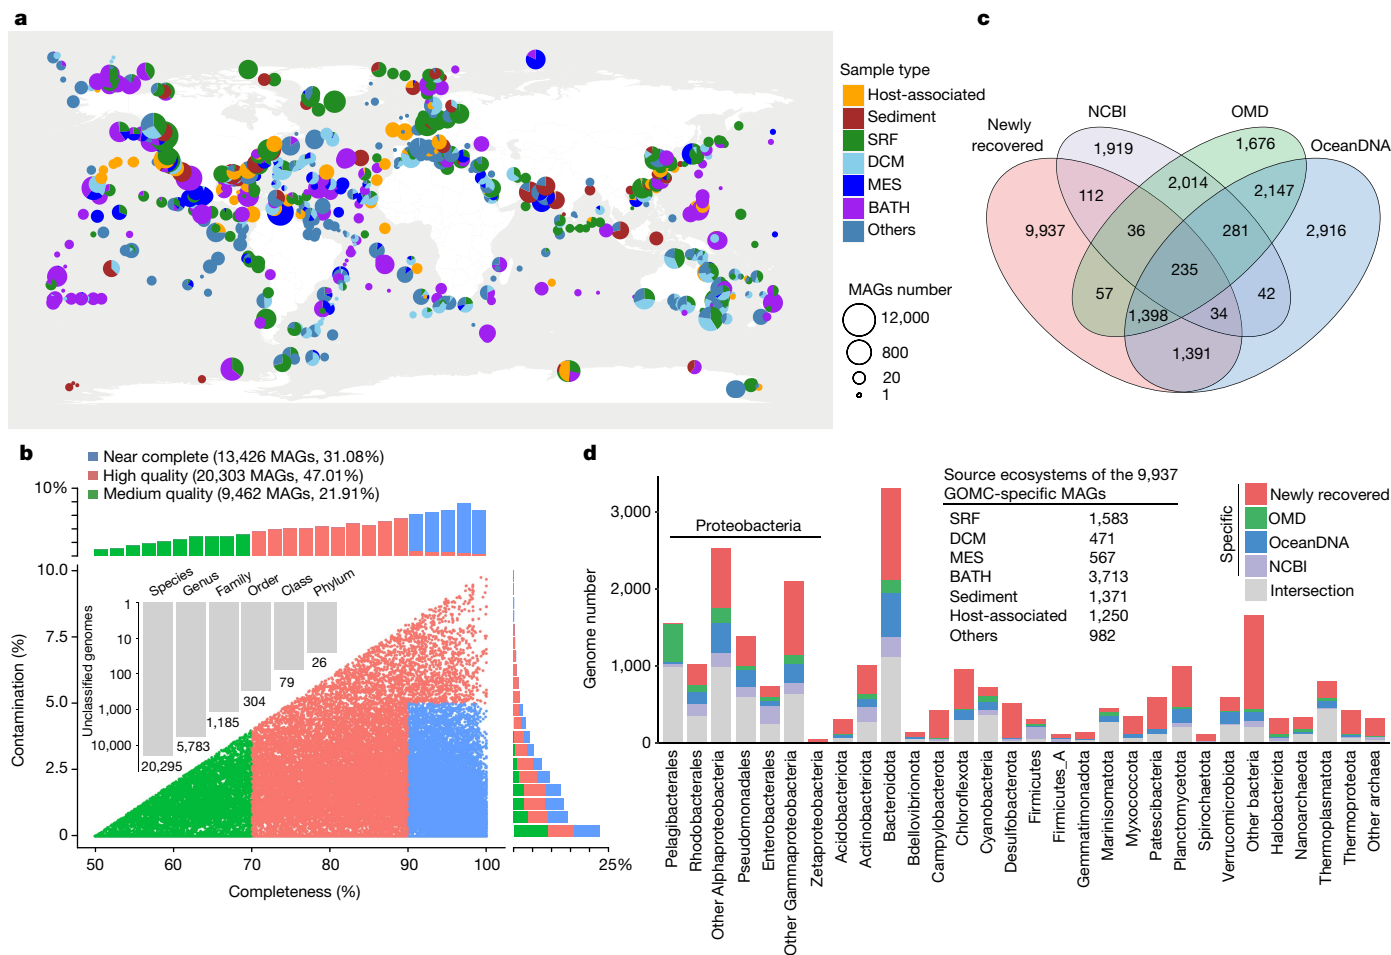 a
Sample type
Host-associated
Sediment
SRF
DCM
MES
BATH
Others
MAGs number
12,000
800
20
1
c
Newly
recovered
NCBI
OMD
OceanDNA
1,919
1,676
112
2,014
2,147
9,937
36
281
2,916
235
57
42
1,398
34
1,391
b
Near complete (13,426 MAGs, 31.08%)
High quality (20,303 MAGs, 47.01%)
Medium quality (9,462 MAGs, 21.91%)
10%
0
10.0
7.5
5.0
2.5
0
Contamination (%)
Species
Genus
Family
Order
Class
Phylum
Unclassified genomes
1
10
100
1,000
10,000
20,295
5,783
1,185
304
79
26
50
60
70
80
90
100
Completeness (%)
25%
d
Genome number
3,000
2,000
1,000
0
Proteobacteria
Source ecosystems of the 9,937
GOMC-specific MAGs
SRF 1,583
DCM 471
MES 567
BATH 3,713
Sediment 1,371
Host-associated 1,250
Others 982
Specific
Newly recovered
OMD
OceanDNA
NCBI
Intersection
Pelagibacterales
Rhodobacterales
Other Alphaproteobacteria
Pseudomonadales
Enterobacterales
Other Gammaproteobacteria
Zetaproteobacteria
Acidobacteriota
Actinobacteriota
Bacteroidota
Bdellovibrionota
Campylobacterota
Chloroflexota
Cyanobacteria
Desulfobacterota
Firmicutes
Firmicutes_A
Gemmatimonadota
Marinisomatota
Myxococcota
Patescibacteria
Planctomycetota
Spirochaetota
Verrucomicrobiota
Other bacteria
Halobacteriota
Nanoarchaeota
Thermoplasmatota
Thermoproteota
Other archaea